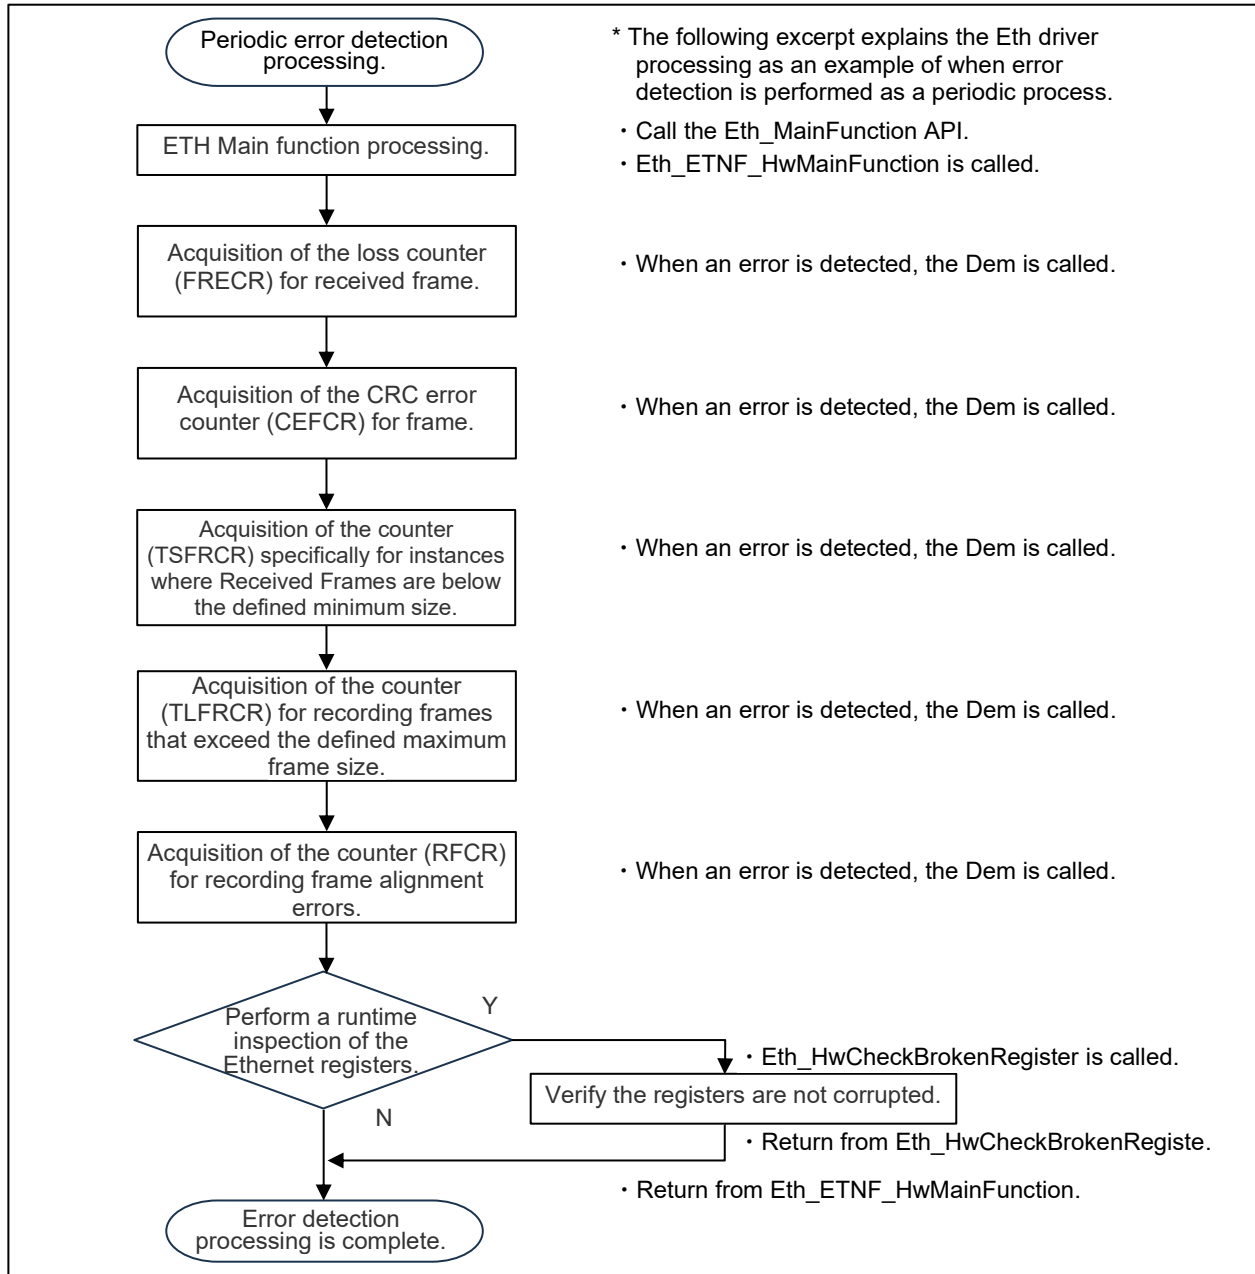 Periodic error detection
processing.
* The following excerpt explains the Eth driver
processing as an example of when error
detection is performed as a periodic process.
ETH Main function processing.
・Call the Eth_MainFunction API.
・Eth_ETNF_HwMainFunction is called.
Acquisition of the loss counter
(FRECR) for received frame.
・When an error is detected, the Dem is called.
Acquisition of the CRC error
counter (CEFCR) for frame.
・When an error is detected, the Dem is called.
Acquisition of the counter
(TSFRCR) specifically for instances
where Received Frames are below
the defined minimum size.
・When an error is detected, the Dem is called.
Acquisition of the counter
(TLFRCR) for recording frames
that exceed the defined maximum
frame size.
・When an error is detected, the Dem is called.
Acquisition of the counter (RFCR)
for recording frame alignment
errors.
・When an error is detected, the Dem is called.
Perform a runtime
inspection of the
Ethernet registers.
Y
・Eth_HwCheckBrokenRegister is called.
Verify the registers are not corrupted.
N
・Return from Eth_HwCheckBrokenRegiste.
・Return from Eth_ETNF_HwMainFunction.
Error detection
processing is complete.